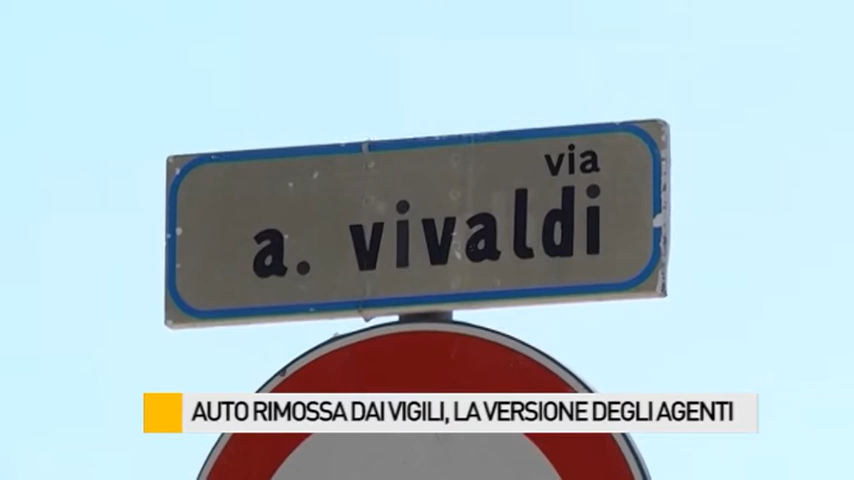 via
a. vivaldi
AUTO RIMOSSA DAI VIGILI, LA VERSIONE DEGLI AGENTI